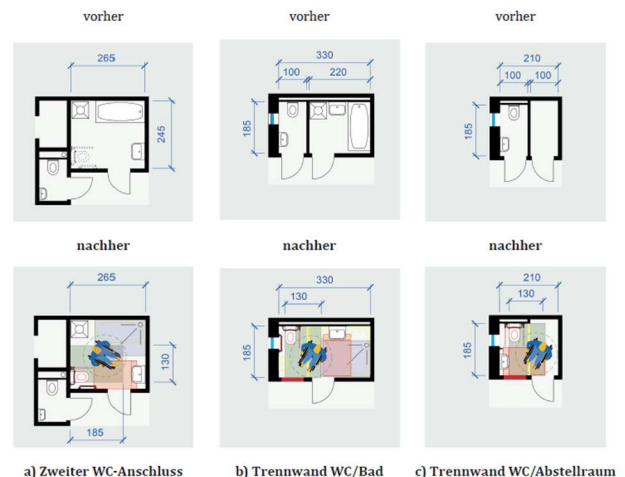 vorher vorher vorher
265 330 210
100 220 100 100
245 185 185
nachher nachher nachher
265 330 210
130 130
130 185 185
185
a) Zweiter WC-Anschluss b) Trennwand WC/Bad c) Trennwand WC/Abstellraum